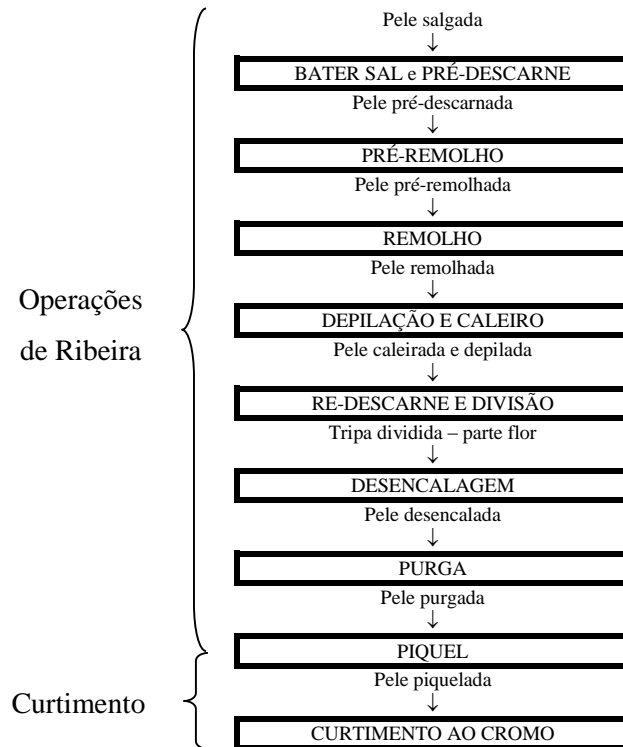 Pele salgada
↓
BATER SAL e PRÉ-DESCARNE
Pele pré-descarnada
↓
PRÉ-REMOLHO
Pele pré-remolhada
↓
REMOLHO
Pele remolhada
↓
Operações
de Ribeira
DEPILAÇÃO E CALEIRO
Pele caleirada e depilada
↓
RE-DESCARNE E DIVISÃO
Tripa dividida – parte flor
↓
DESENCALAGEM
Pele desencalada
↓
PURGA
Pele purgada
↓
PIQUEL
Pele piquelada
↓
Curtimento
CURTIMENTO AO CROMO